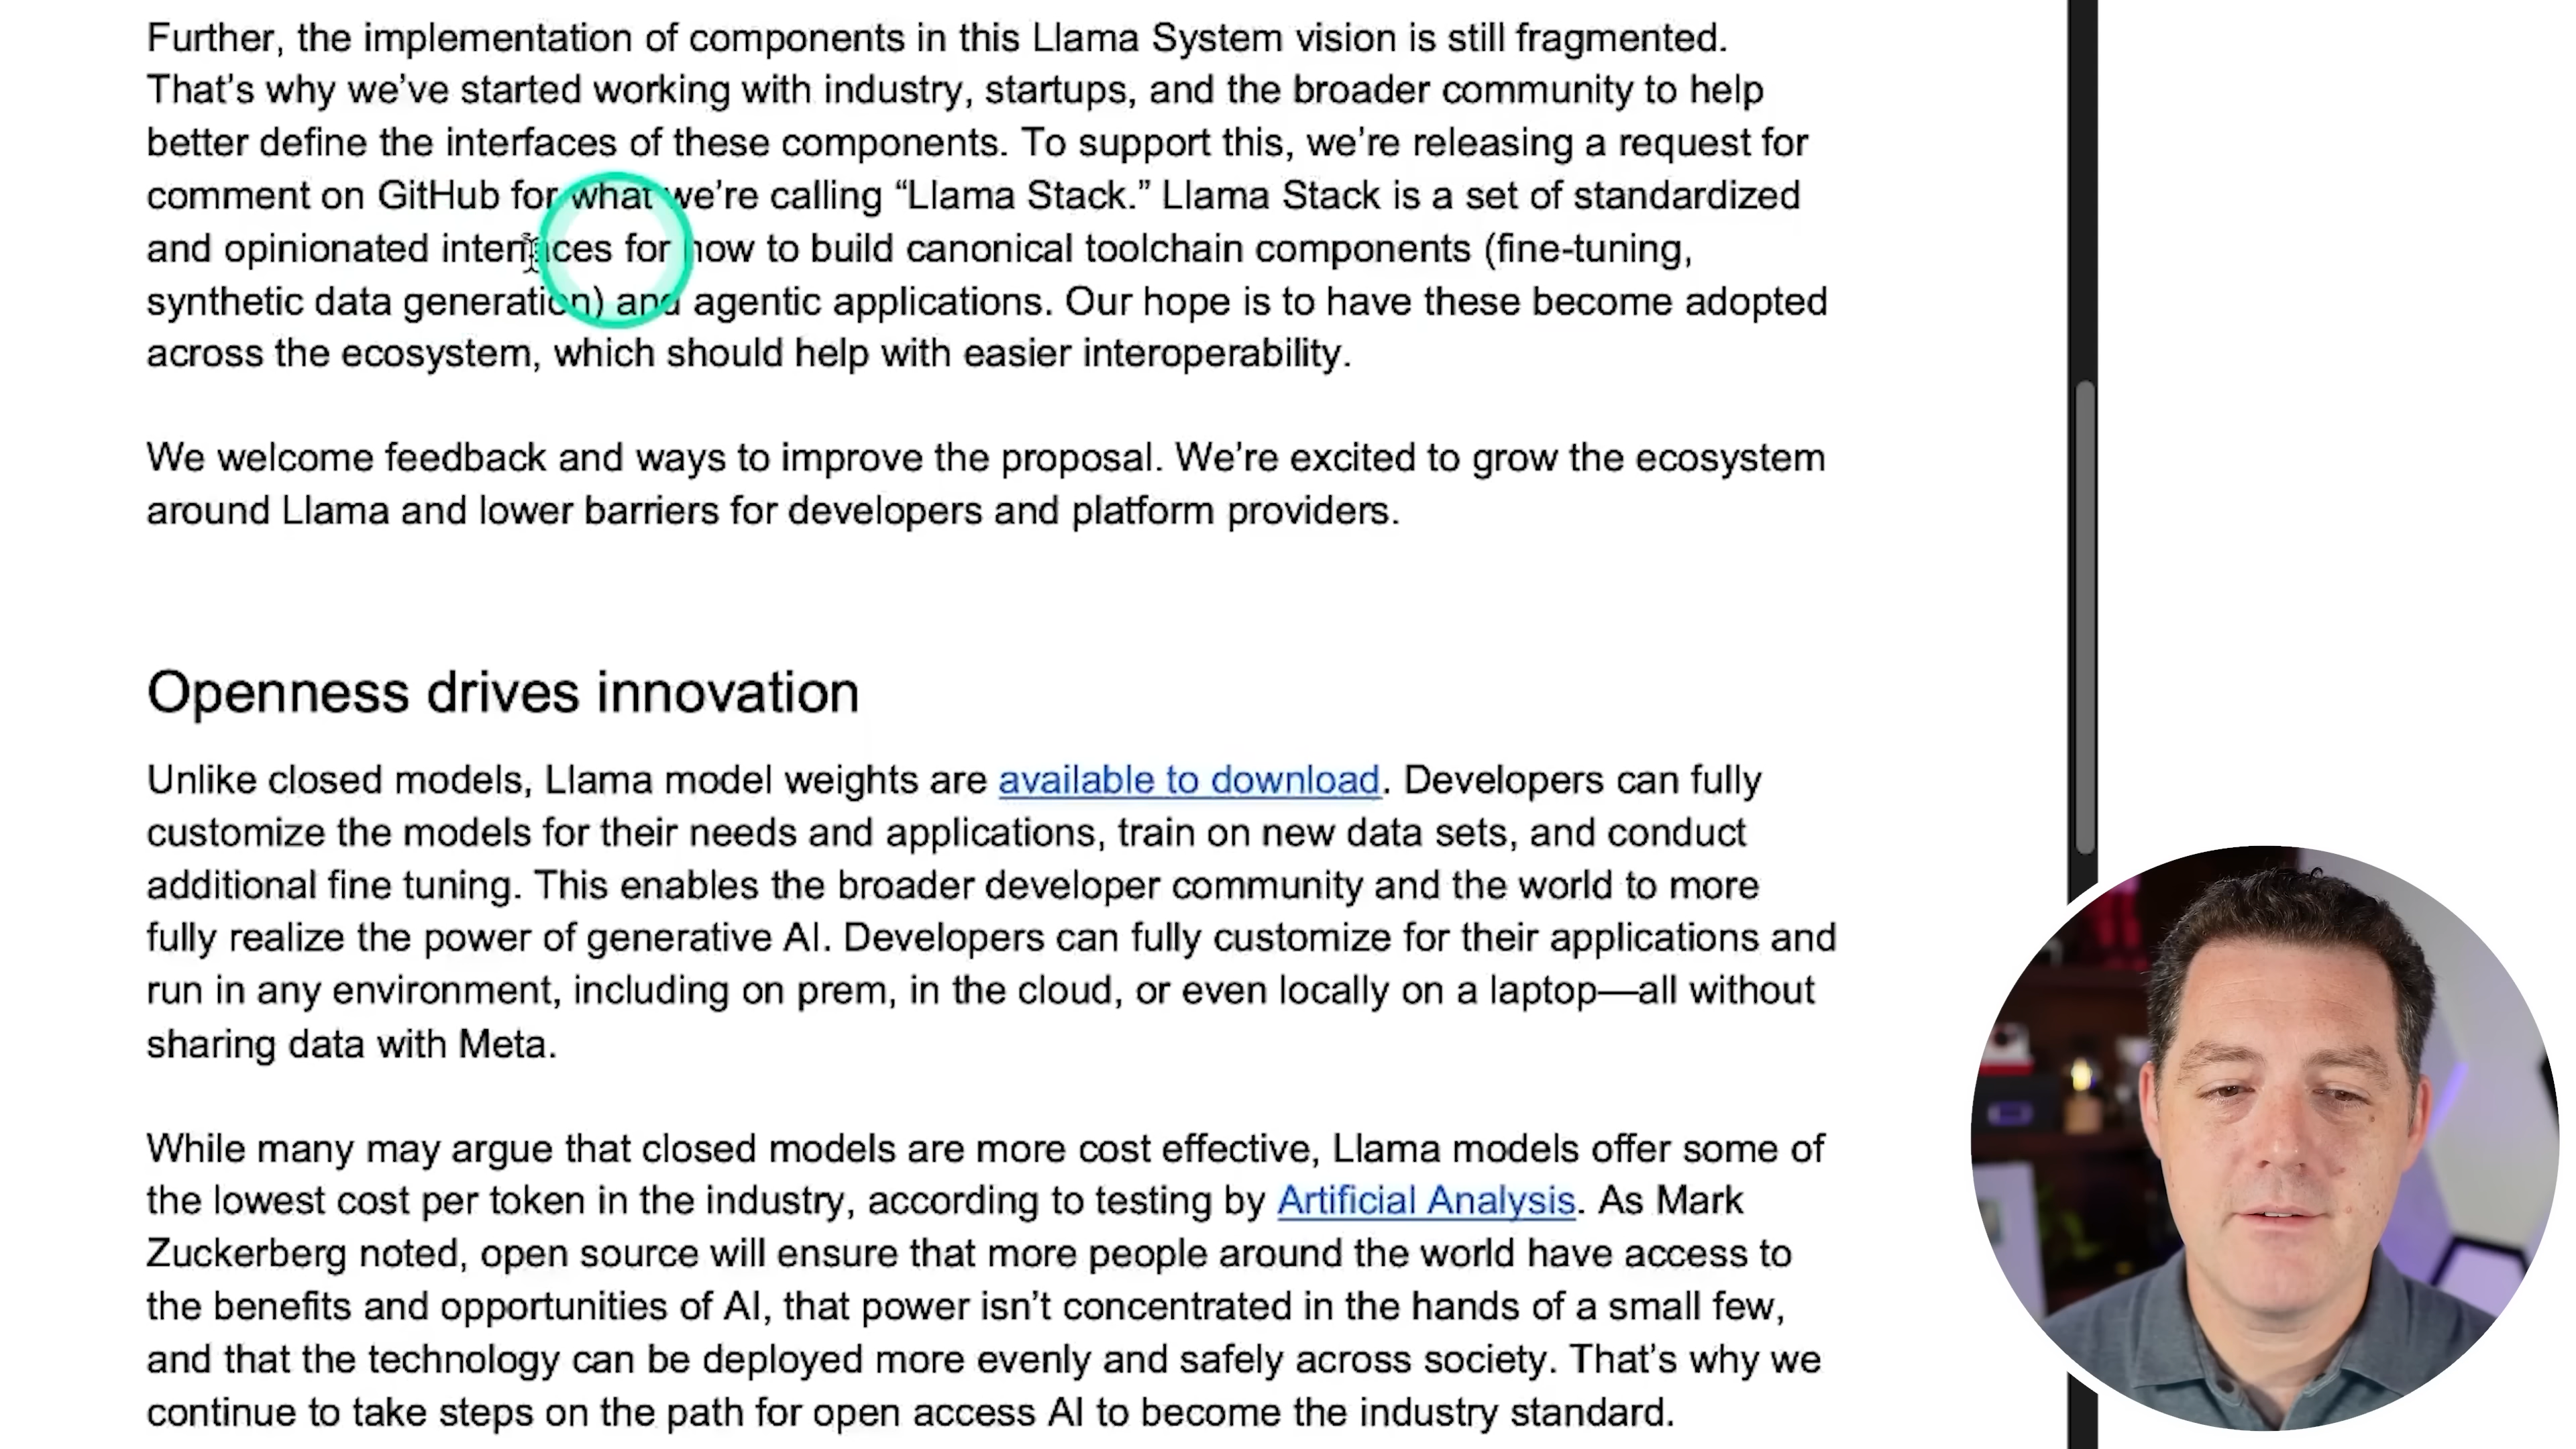 Further, the implementation of components in this Llama System vision is still fragmented.
That’s why we’ve started working with industry, startups, and the broader community to help
better define the interfaces of these components. To support this, we’re releasing a request for
comment on GitHub for what we’re calling “Llama Stack.” Llama Stack is a set of standardized
and opinionated interfaces for how to build canonical toolchain components (fine-tuning,
synthetic data generation) and agentic applications. Our hope is to have these become adopted
across the ecosystem, which should help with easier interoperability.
We welcome feedback and ways to improve the proposal. We’re excited to grow the ecosystem
around Llama and lower barriers for developers and platform providers.
Openness drives innovation
Unlike closed models, Llama model weights are available to download. Developers can fully
customize the models for their needs and applications, train on new data sets, and conduct
additional fine tuning. This enables the broader developer community and the world to more
fully realize the power of generative AI. Developers can fully customize for their applications and
run in any environment, including on prem, in the cloud, or even locally on a laptop—all without
sharing data with Meta.
While many may argue that closed models are more cost effective, Llama models offer some of
the lowest cost per token in the industry, according to testing by Artificial Analysis. As Mark
Zuckerberg noted, open source will ensure that more people around the world have access to
the benefits and opportunities of AI, that power isn’t concentrated in the hands of a small few,
and that the technology can be deployed more evenly and safely across society. That’s why we
continue to take steps on the path for open access AI to become the industry standard.